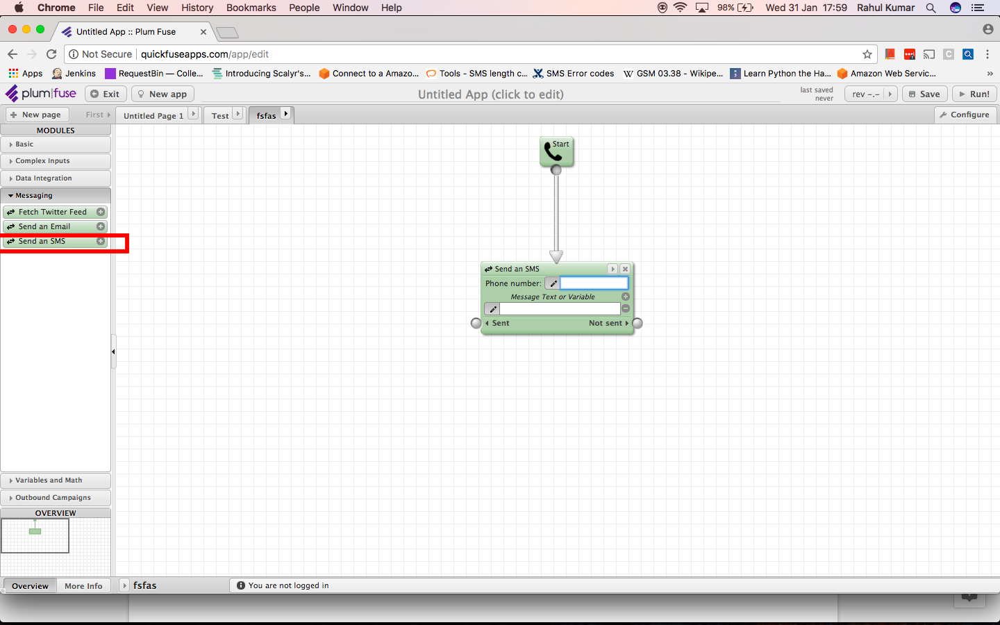 Chrome File Edit View History Bookmarks People Window Help 98% Wed 31 Jan 17:59 Rahul Kumar
Untitled App :: Plum Fuse
Not Secure quickfuseapps.com/app/edit
Apps Jenkins RequestBin — Colle... Introducing Scalyr's... Connect to a Amazo... Tools - SMS length c... SMS Error codes GSM 03.38 - Wikipe... Learn Python the Ha... Amazon Web Servic... »
plum|fuse Exit New app Untitled App (click to edit) last saved never rev -.- Save Run!
New page First Untitled Page 1 Test fsfas Configure
MODULES
Basic
Complex Inputs
Data Integration
Messaging
Fetch Twitter Feed
Send an Email
Send an SMS
Start
Send an SMS
Phone number:
Message Text or Variable
Sent Not sent
Variables and Math
Outbound Campaigns
OVERVIEW
Overview More Info fsfas You are not logged in